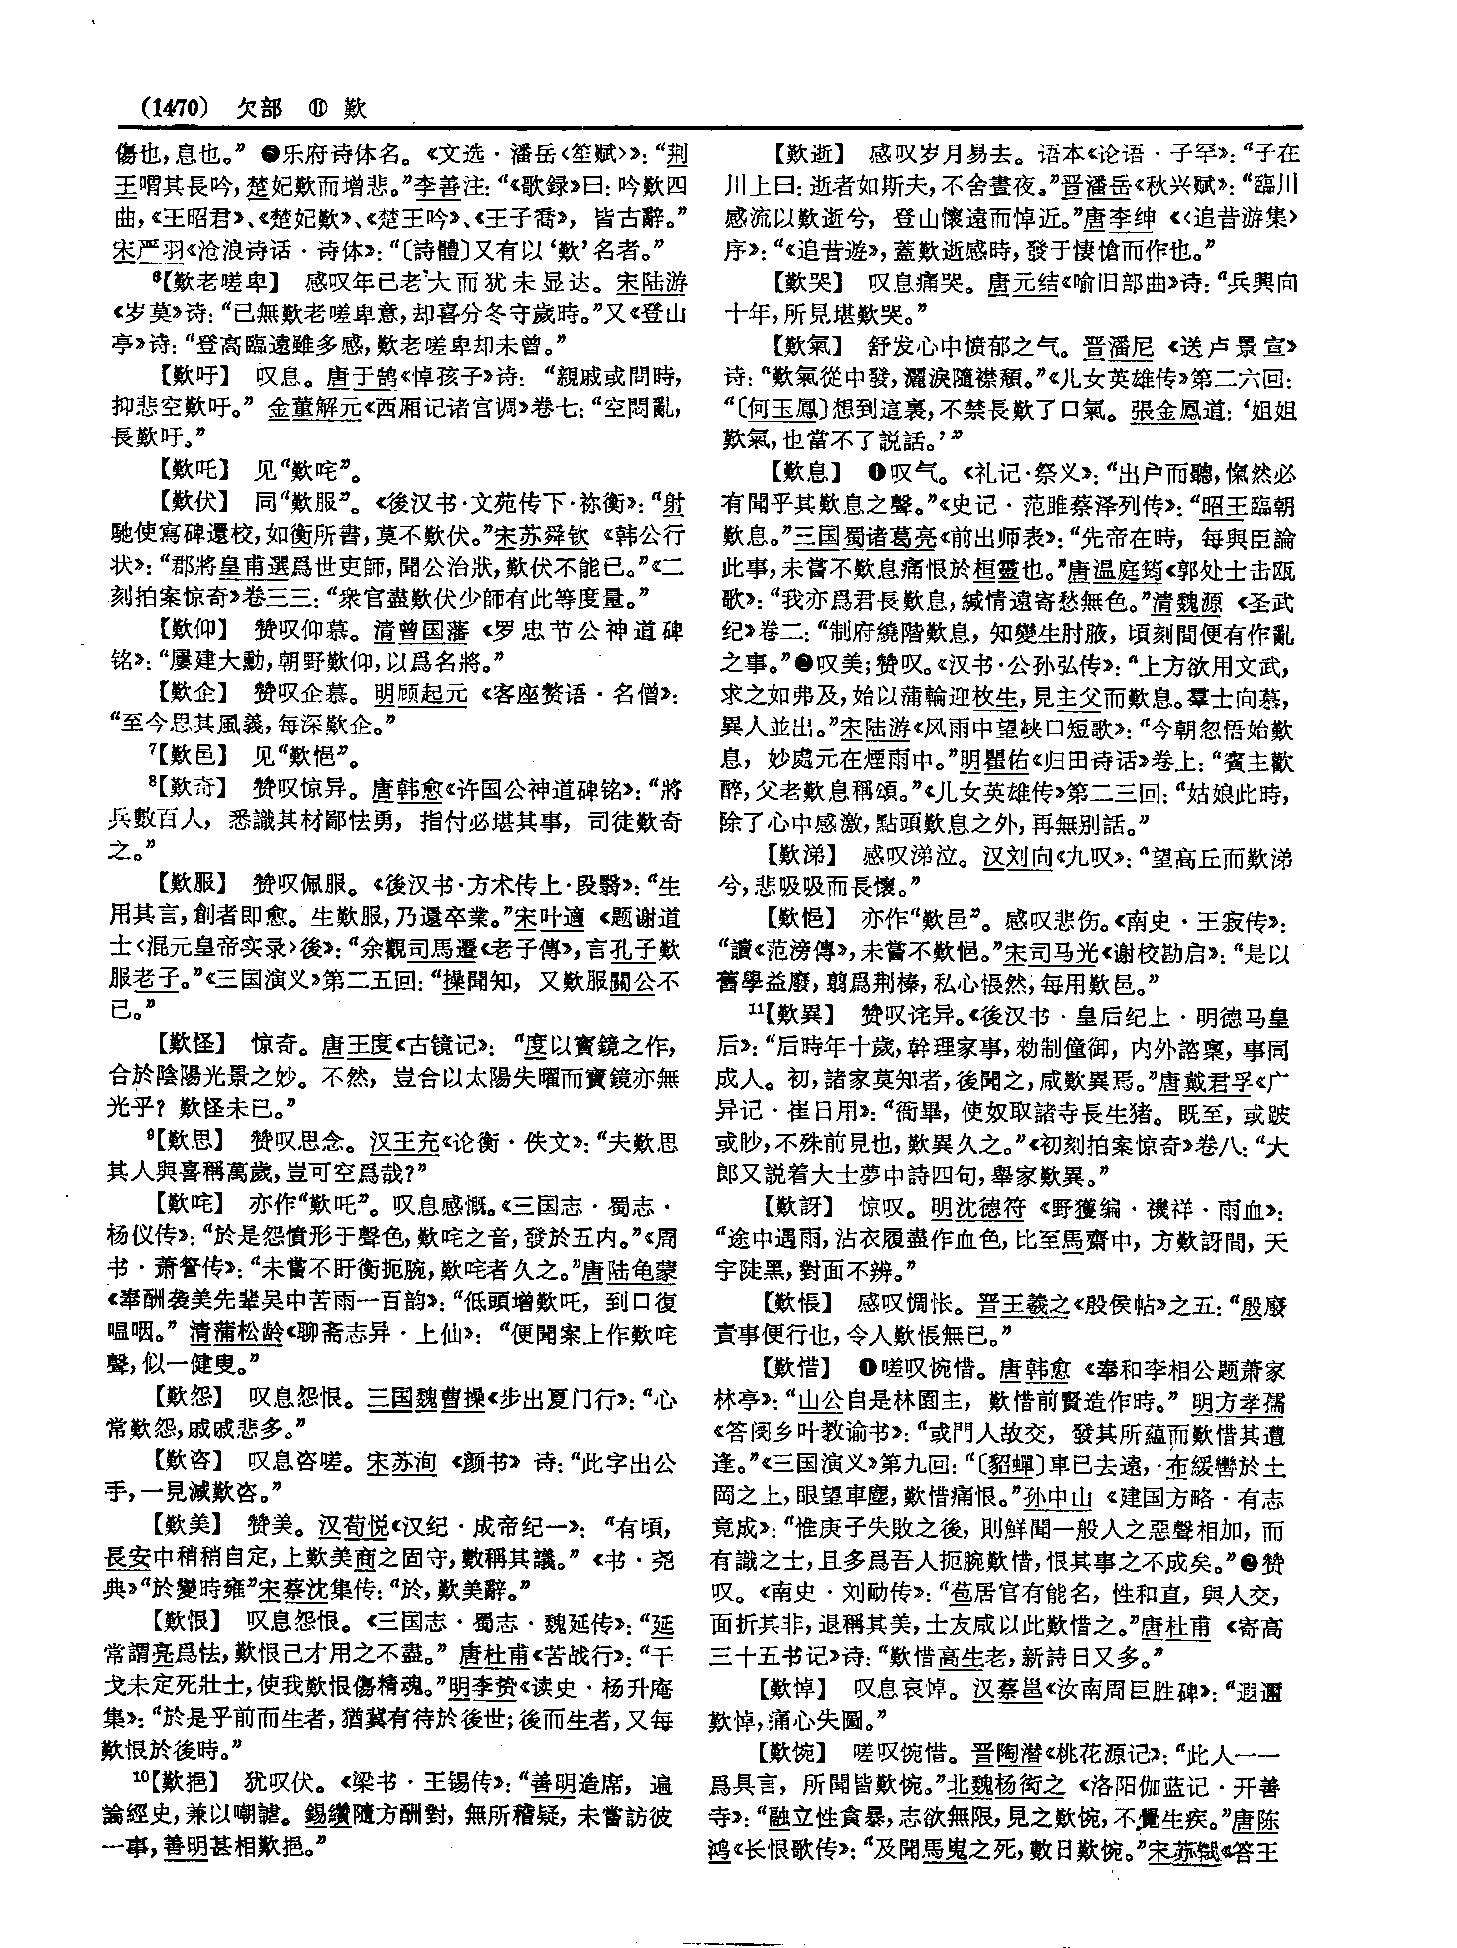 (1470) 欠部 ⑪ 歎
傷也，息也。”❺乐府诗体名。《文选·潘岳〈笙赋〉》：“荆
王喟其長吟，楚妃歎而增悲。”李善注：“《歌録》曰：吟歎四
曲，《王昭君》、《楚妃歎》、《楚王吟》、《王子喬》，皆古辭。”
宋严羽《沧浪诗话·诗体》：“〔詩體〕又有以‘歎’名者。”
6【歎老嗟卑】 感叹年已老大而犹未显达。宋陆游
《岁莫》诗：“已無歎老嗟卑意，却喜分冬守歲時。”又《登山
亭》诗：“登高臨遠雖多感，歎老嗟卑却未曾。”
【歎吁】 叹息。唐于鹄《悼孩子》诗：“親戚或問時，
抑悲空歎吁。”金董解元《西厢记诸宫调》卷七：“空悶亂，
長歎吁。”
【歎吒】 见“歎咤”。
【歎伏】 同“歎服”。《後汉书·文苑传下·祢衡》：“射
馳使寫碑還校，如衡所書，莫不歎伏。”宋苏舜钦《韩公行
状》：“郡將皇甫選爲世吏師，聞公治狀，歎伏不能已。”《二
刻拍案惊奇》卷三三：“衆官盡歎伏少師有此等度量。”
【歎仰】 赞叹仰慕。清曾国藩《罗忠节公神道碑
铭》：“屢建大勳，朝野歎仰，以爲名將。”
【歎企】 赞叹企慕。明顾起元《客座赘语·名僧》：
“至今思其風義，每深歎企。”
7【歎邑】 见“歎悒”。
8【歎奇】 赞叹惊异。唐韩愈《许国公神道碑铭》：“將
兵數百人，悉識其材鄙怯勇，指付必堪其事，司徒歎奇
之。”
【歎服】 赞叹佩服。《後汉书·方术传上·段翳》：“生
用其言，創者即愈。生歎服，乃還卒業。”宋叶適《题谢道
士〈混元皇帝实录〉後》：“余觀司馬遷《老子傳》，言孔子歎
服老子。”《三国演义》第二五回：“操聞知，又歎服關公不
已。”
【歎怪】 惊奇。唐王度《古镜记》：“度以寳鏡之作，
合於陰陽光景之妙。不然，豈合以太陽失曜而寳鏡亦無
光乎？歎怪未已。”
9【歎思】 赞叹思念。汉王充《论衡·佚文》：“夫歎思
其人與喜稱萬歲，豈可空爲哉？”
【歎咤】 亦作“歎吒”。叹息感慨。《三国志·蜀志·
杨仪传》：“於是怨憤形于聲色，歎咤之音，發於五内。”《周
书·萧詧传》：“未嘗不盱衡扼腕，歎咤者久之。”唐陆龟蒙
《奉酬袭美先辈吴中苦雨一百韵》：“低頭增歎吒，到口復
嗢咽。”清蒲松龄《聊斋志异·上仙》：“便聞案上作歎咤
聲，似一健叟。”
【歎怨】 叹息怨恨。三国魏曹操《步出夏门行》：“心
常歎怨，戚戚悲多。”
【歎咨】 叹息咨嗟。宋苏洵《颜书》诗：“此字出公
手，一見減歎咨。”
【歎美】 赞美。汉荀悦《汉纪·成帝纪一》：“有頃，
長安中稍稍自定，上歎美商之固守，數稱其議。”《书·尧
典》“於變時雍”宋蔡沈集传：“於，歎美辭。”
【歎恨】 叹息怨恨。《三国志·蜀志·魏延传》：“延
常謂亮爲怯，歎恨己才用之不盡。”唐杜甫《苦战行》：“干
戈未定死壯士，使我歎恨傷精魂。”明李贽《读史·杨升庵
集》：“於是乎前而生者，猶冀有待於後世；後而生者，又每
歎恨於後時。”
10【歎挹】 犹叹伏。《梁书·王锡传》：“善明造席，遍
論經史，兼以嘲謔。錫纘隨方酬對，無所稽疑，未嘗訪彼
一事，善明甚相歎挹。”
【歎逝】 感叹岁月易去。语本《论语·子罕》：“子在
川上曰：逝者如斯夫，不舍晝夜。”晋潘岳《秋兴赋》：“臨川
感流以歎逝兮，登山懷遠而悼近。”唐李绅《〈追昔游集〉
序》：“《追昔遊》，蓋歎逝感時，發于悽愴而作也。”
【歎哭】 叹息痛哭。唐元结《喻旧部曲》诗：“兵興向
十年，所見堪歎哭。”
【歎氣】 舒发心中愤郁之气。晋潘尼《送卢景宣》
诗：“歎氣從中發，灑淚隨襟頹。”《儿女英雄传》第二六回：
“〔何玉鳳〕想到這裏，不禁長歎了口氣。張金鳳道：‘姐姐
歎氣，也當不了説話。’”
【歎息】 ❶叹气。《礼记·祭义》：“出户而聽，愾然必
有聞乎其歎息之聲。”《史记·范雎蔡泽列传》：“昭王臨朝
歎息。”三国蜀诸葛亮《前出师表》：“先帝在時，每與臣論
此事，未嘗不歎息痛恨於桓靈也。”唐温庭筠《郭处士击瓯
歌》：“我亦爲君長歎息，緘情遠寄愁無色。”清魏源《圣武
纪》卷二：“制府繞階歎息，知變生肘腋，頃刻間便有作亂
之事。”❷叹美；赞叹。《汉书·公孙弘传》：“上方欲用文武，
求之如弗及，始以蒲輪迎枚生，見主父而歎息。羣士向慕，
異人並出。”宋陆游《风雨中望峡口短歌》：“今朝忽悟始歎
息，妙處元在煙雨中。”明瞿佑《归田诗话》卷上：“賓主歡
醉，父老歎息稱頌。”《儿女英雄传》第二三回：“姑娘此時，
除了心中感激，點頭歎息之外，再無别話。”
【歎涕】 感叹涕泣。汉刘向《九叹》：“望高丘而歎涕
兮，悲吸吸而長懷。”
【歎悒】 亦作“歎邑”。感叹悲伤。《南史·王寂传》：
“讀《范滂傳》，未嘗不歎悒。”宋司马光《谢校勘启》：“是以
舊學益廢，翦爲荆榛，私心悵然，每用歎邑。”
11【歎異】 赞叹诧异。《後汉书·皇后纪上·明德马皇
后》：“后時年十歲，幹理家事，勑制僮御，内外諮稟，事同
成人。初，諸家莫知者，後聞之，咸歎異焉。”唐戴君孚《广
异记·崔日用》：“衙畢，使奴取諸寺長生猪。既至，或跛
或眇，不殊前見也，歎異久之。”《初刻拍案惊奇》卷八：“大
郎又説着大士夢中詩四句，舉家歎異。”
【歎訝】 惊叹。明沈德符《野獲编·禨祥·雨血》：
“途中遇雨，沾衣履盡作血色，比至馬齋中，方歎訝間，天
宇陡黑，對面不辨。”
【歎悵】 感叹惆怅。晋王羲之《殷侯帖》之五：“殷廢
責事便行也，令人歎悵無已。”
【歎惜】 ❶嗟叹惋惜。唐韩愈《奉和李相公题萧家
林亭》：“山公自是林園主，歎惜前賢造作時。”明方孝孺
《答阌乡叶教谕书》：“或門人故交，發其所藴而歎惜其遭
逢。”《三国演义》第九回：“〔貂蟬〕車已去遠，布緩轡於土
岡之上，眼望車塵，歎惜痛恨。”孙中山《建国方略·有志
竟成》：“惟庚子失敗之後，則鮮聞一般人之惡聲相加，而
有識之士，且多爲吾人扼腕歎惜，恨其事之不成矣。”❷赞
叹。《南史·刘勔传》：“苞居官有能名，性和直，與人交，
面折其非，退稱其美，士友咸以此歎惜之。”唐杜甫《寄高
三十五书记》诗：“歎惜高生老，新詩日又多。”
【歎悼】 叹息哀悼。汉蔡邕《汝南周巨胜碑》：“遐邇
歎悼，痛心失圖。”
【歎惋】 嗟叹惋惜。晋陶潜《桃花源记》：“此人一一
爲具言，所聞皆歎惋。”北魏杨衒之《洛阳伽蓝记·开善
寺》：“融立性貪暴，志欲無限，見之歎惋，不覺生疾。”唐陈
鸿《长恨歌传》：“及聞馬嵬之死，數日歎惋。”宋苏轼《答王